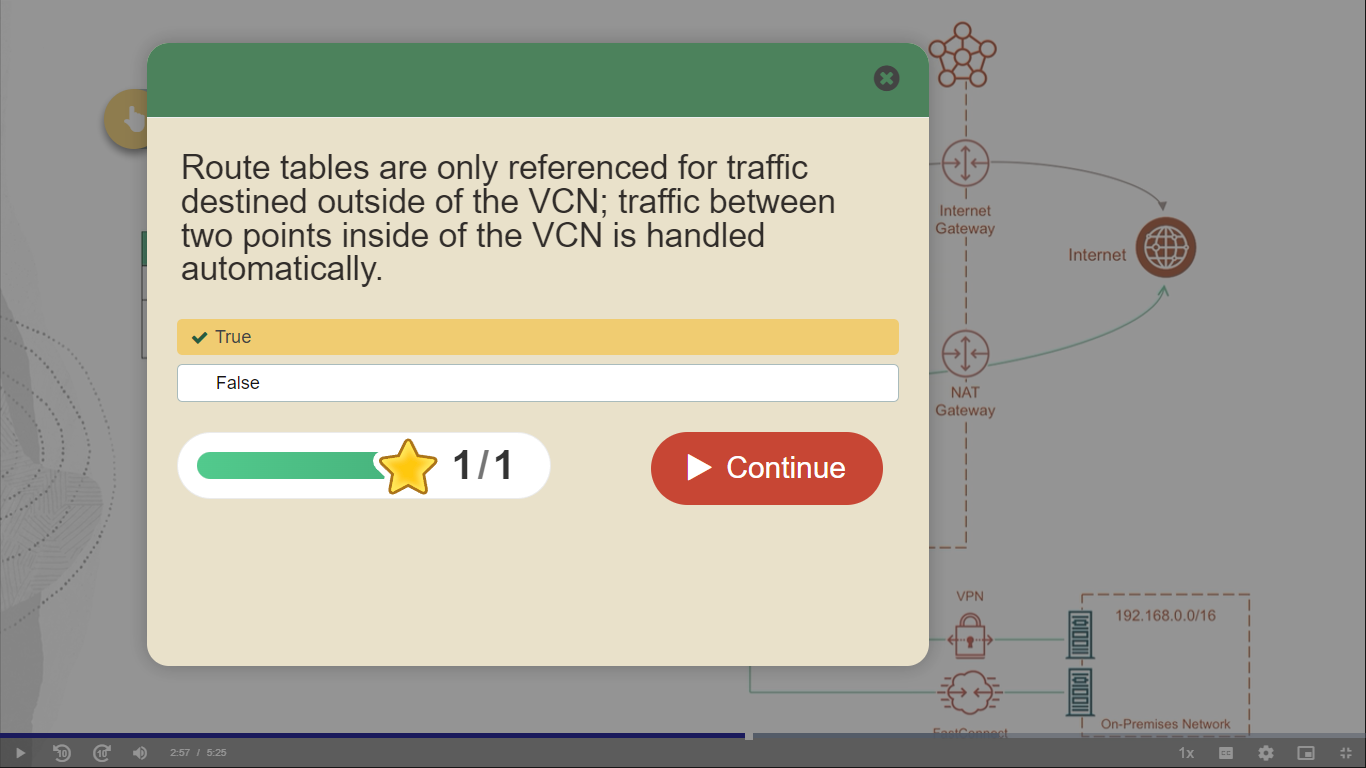 Route tables are only referenced for traffic
destined outside of the VCN; traffic between
two points inside of the VCN is handled
automatically.
True
False
1/1
Continue
Internet
Gateway
Internet
NAT
Gateway
VPN
192.168.0.0/16
On-Premises Network
FastConnect
10
10
2:57 / 5:25
1x
CC